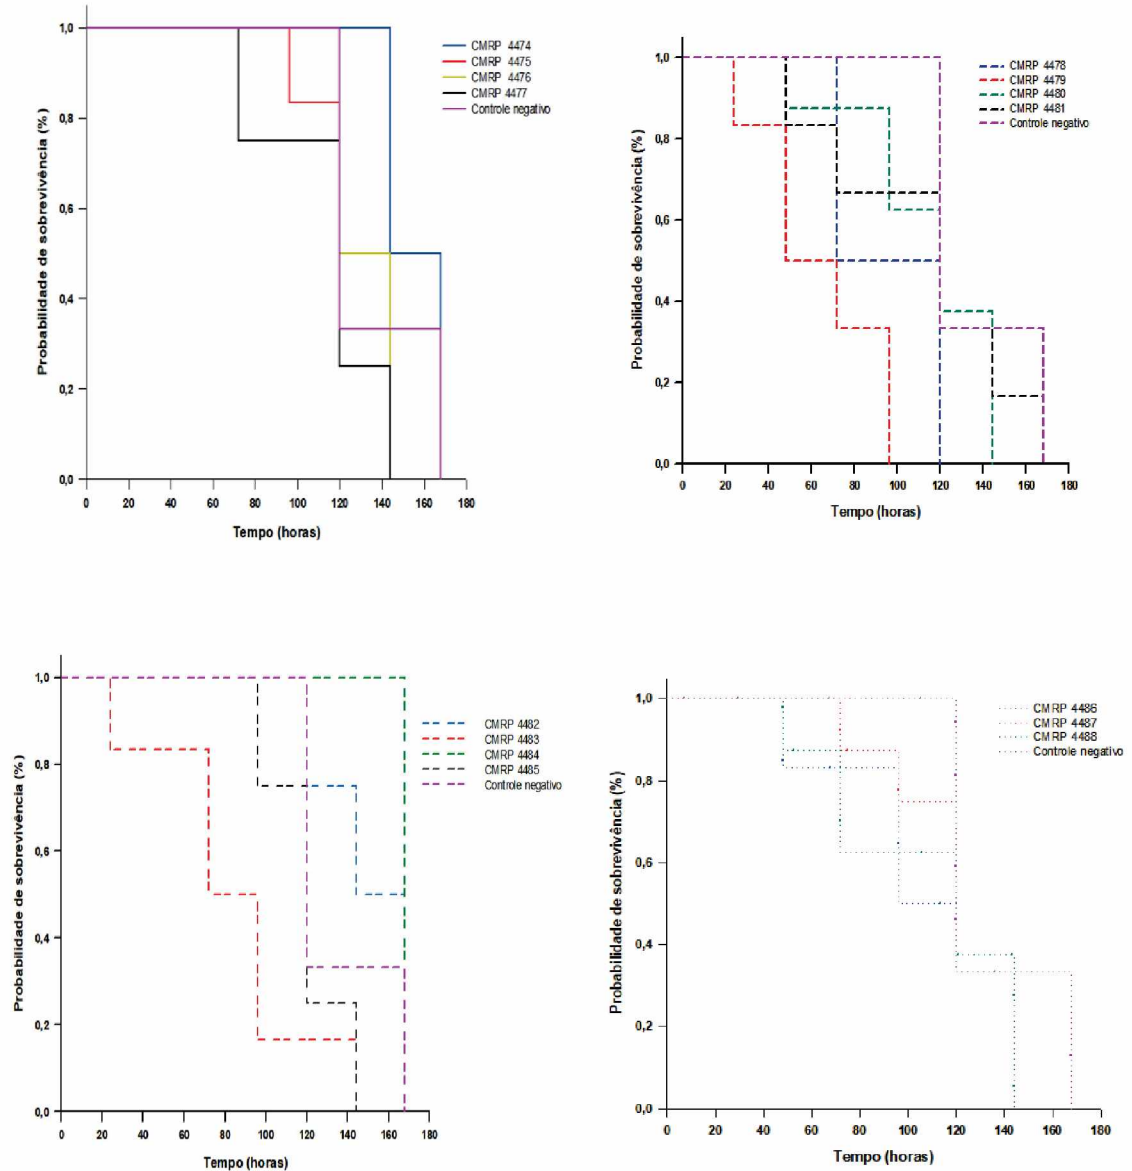 Probabilidade de sobrevivência (%)
1,0
0,8
0,6
0,4
0,2
0,0
0 20 40 60 80 100 120 140 160 180
Tempo (horas)
CMRP 4474
CMRP 4475
CMRP 4476
CMRP 4477
Controle negativo
Probabilidade de sobrevivência (%)
1,0
0,8
0,6
0,4
0,2
0,0
0 20 40 60 80 100 120 140 160 180
Tempo (horas)
CMRP 4478
CMRP 4479
CMRP 4480
CMRP 4481
Controle negativo
Probabilidade de sobrevivência (%)
1,0
0,8
0,6
0,4
0,2
0,0
0 20 40 60 80 100 120 140 160 180
Tempo (horas)
CMRP 4482
CMRP 4483
CMRP 4484
CMRP 4485
Controle negativo
Probabilidade de sobrevivência (%)
1,0
0,8
0,6
0,4
0,2
0,0
0 20 40 60 80 100 120 140 160 180
Tempo (horas)
CMRP 4486
CMRP 4487
CMRP 4488
Controle negativo